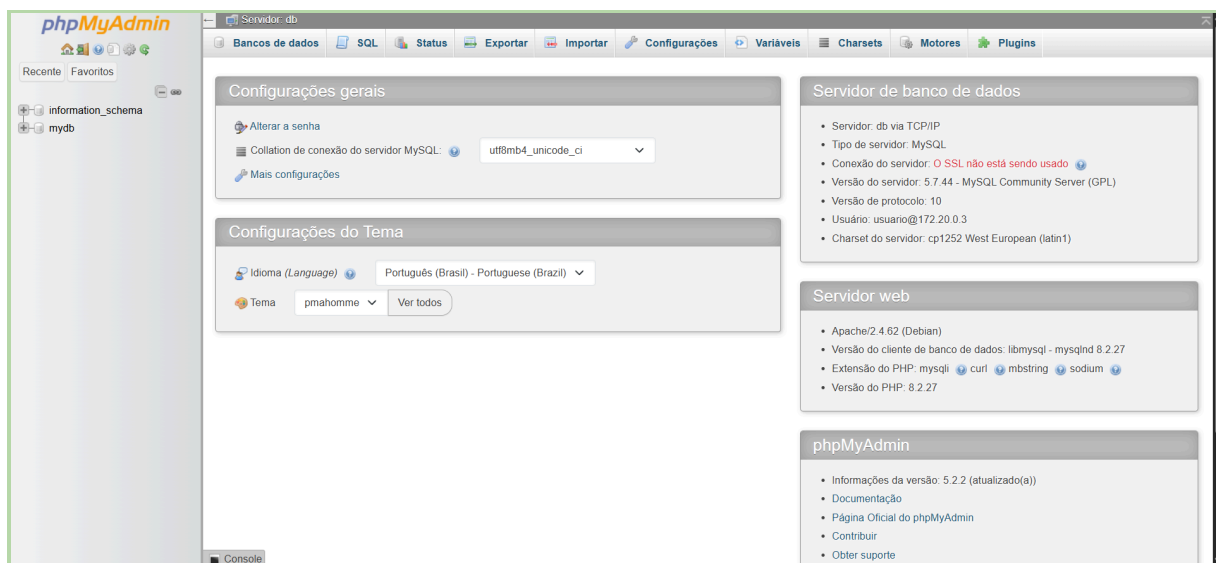 phpMyAdmin
Recente Favoritos
information_schema
mydb
Servidor: db
Bancos de dados SQL Status Exportar Importar Configurações Variáveis Charsets Motores Plugins
Configurações gerais
Alterar a senha
Collation de conexão do servidor MySQL: utf8mb4_unicode_ci
Mais configurações
Configurações do Tema
Idioma (Language) Português (Brasil) - Portuguese (Brazil)
Tema pmahomme Ver todos
Servidor de banco de dados
• Servidor: db via TCP/IP
• Tipo de servidor: MySQL
• Conexão do servidor: O SSL não está sendo usado
• Versão do servidor: 5.7.44 - MySQL Community Server (GPL)
• Versão de protocolo: 10
• Usuário: usuario@172.20.0.3
• Charset do servidor: cp1252 West European (latin1)
Servidor web
• Apache/2.4.62 (Debian)
• Versão do cliente de banco de dados: libmysql - mysqlnd 8.2.27
• Extensão do PHP: mysqli curl mbstring sodium
• Versão do PHP: 8.2.27
phpMyAdmin
• Informações da versão: 5.2.2 (atualizado(a))
• Documentação
• Página Oficial do phpMyAdmin
• Contribuir
• Obter suporte
Console